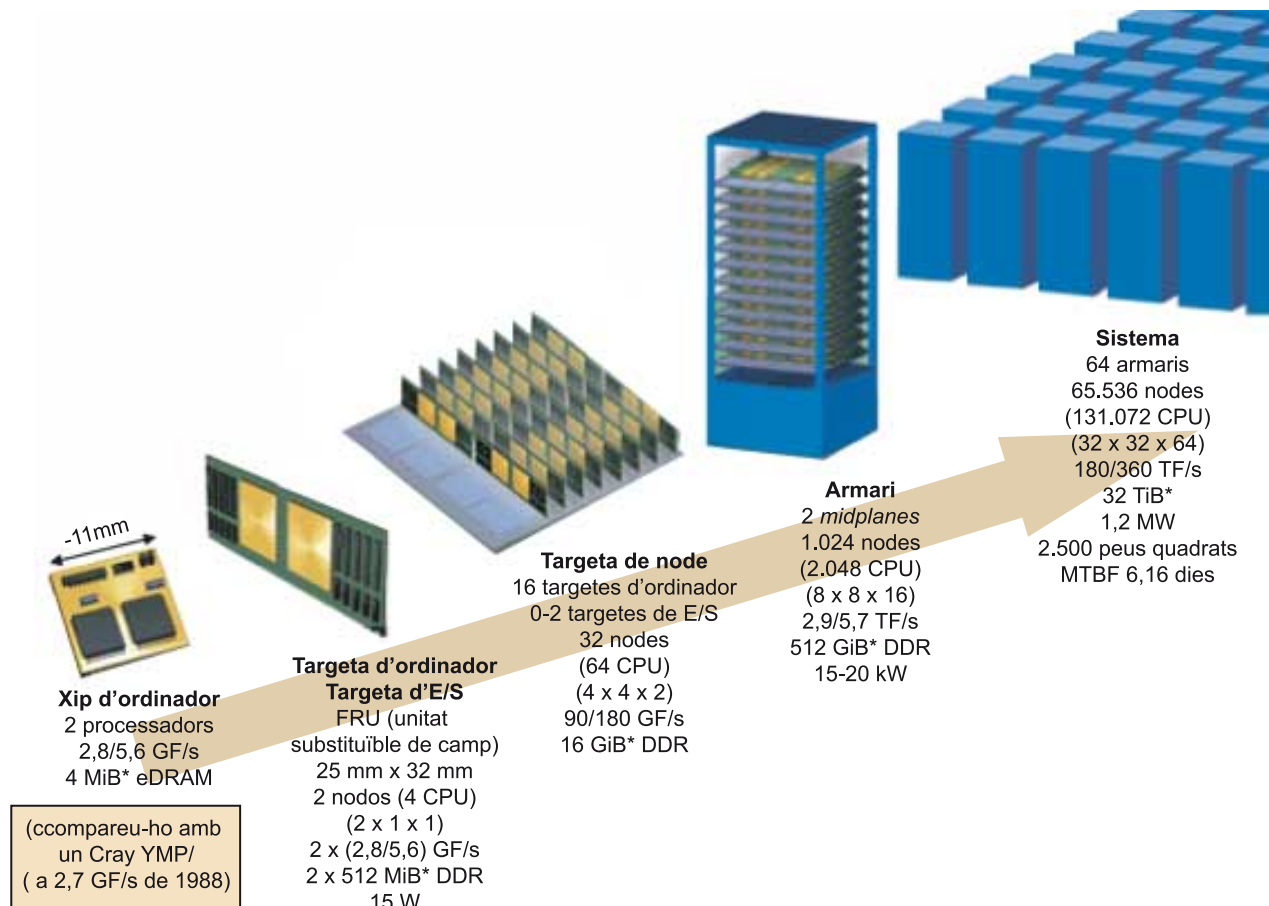 -11mm
Xip d'ordinador
2 processadors
2,8/5,6 GF/s
4 MiB* eDRAM
(ccompareu-ho amb
un Cray YMP/
( a 2,7 GF/s de 1988)
Targeta d'ordinador
Targeta d'E/S
FRU (unitat
substituïble de camp)
25 mm x 32 mm
2 nodos (4 CPU)
(2 x 1 x 1)
2 x (2,8/5,6) GF/s
2 x 512 MiB* DDR
15 W
Targeta de node
16 targetes d'ordinador
0-2 targetes de E/S
32 nodes
(64 CPU)
(4 x 4 x 2)
90/180 GF/s
16 GiB* DDR
Armari
2 midplanes
1.024 nodes
(2.048 CPU)
(8 x 8 x 16)
2,9/5,7 TF/s
512 GiB* DDR
15-20 kW
Sistema
64 armaris
65.536 nodes
(131.072 CPU)
(32 x 32 x 64)
180/360 TF/s
32 TiB*
1,2 MW
2.500 peus quadrats
MTBF 6,16 dies